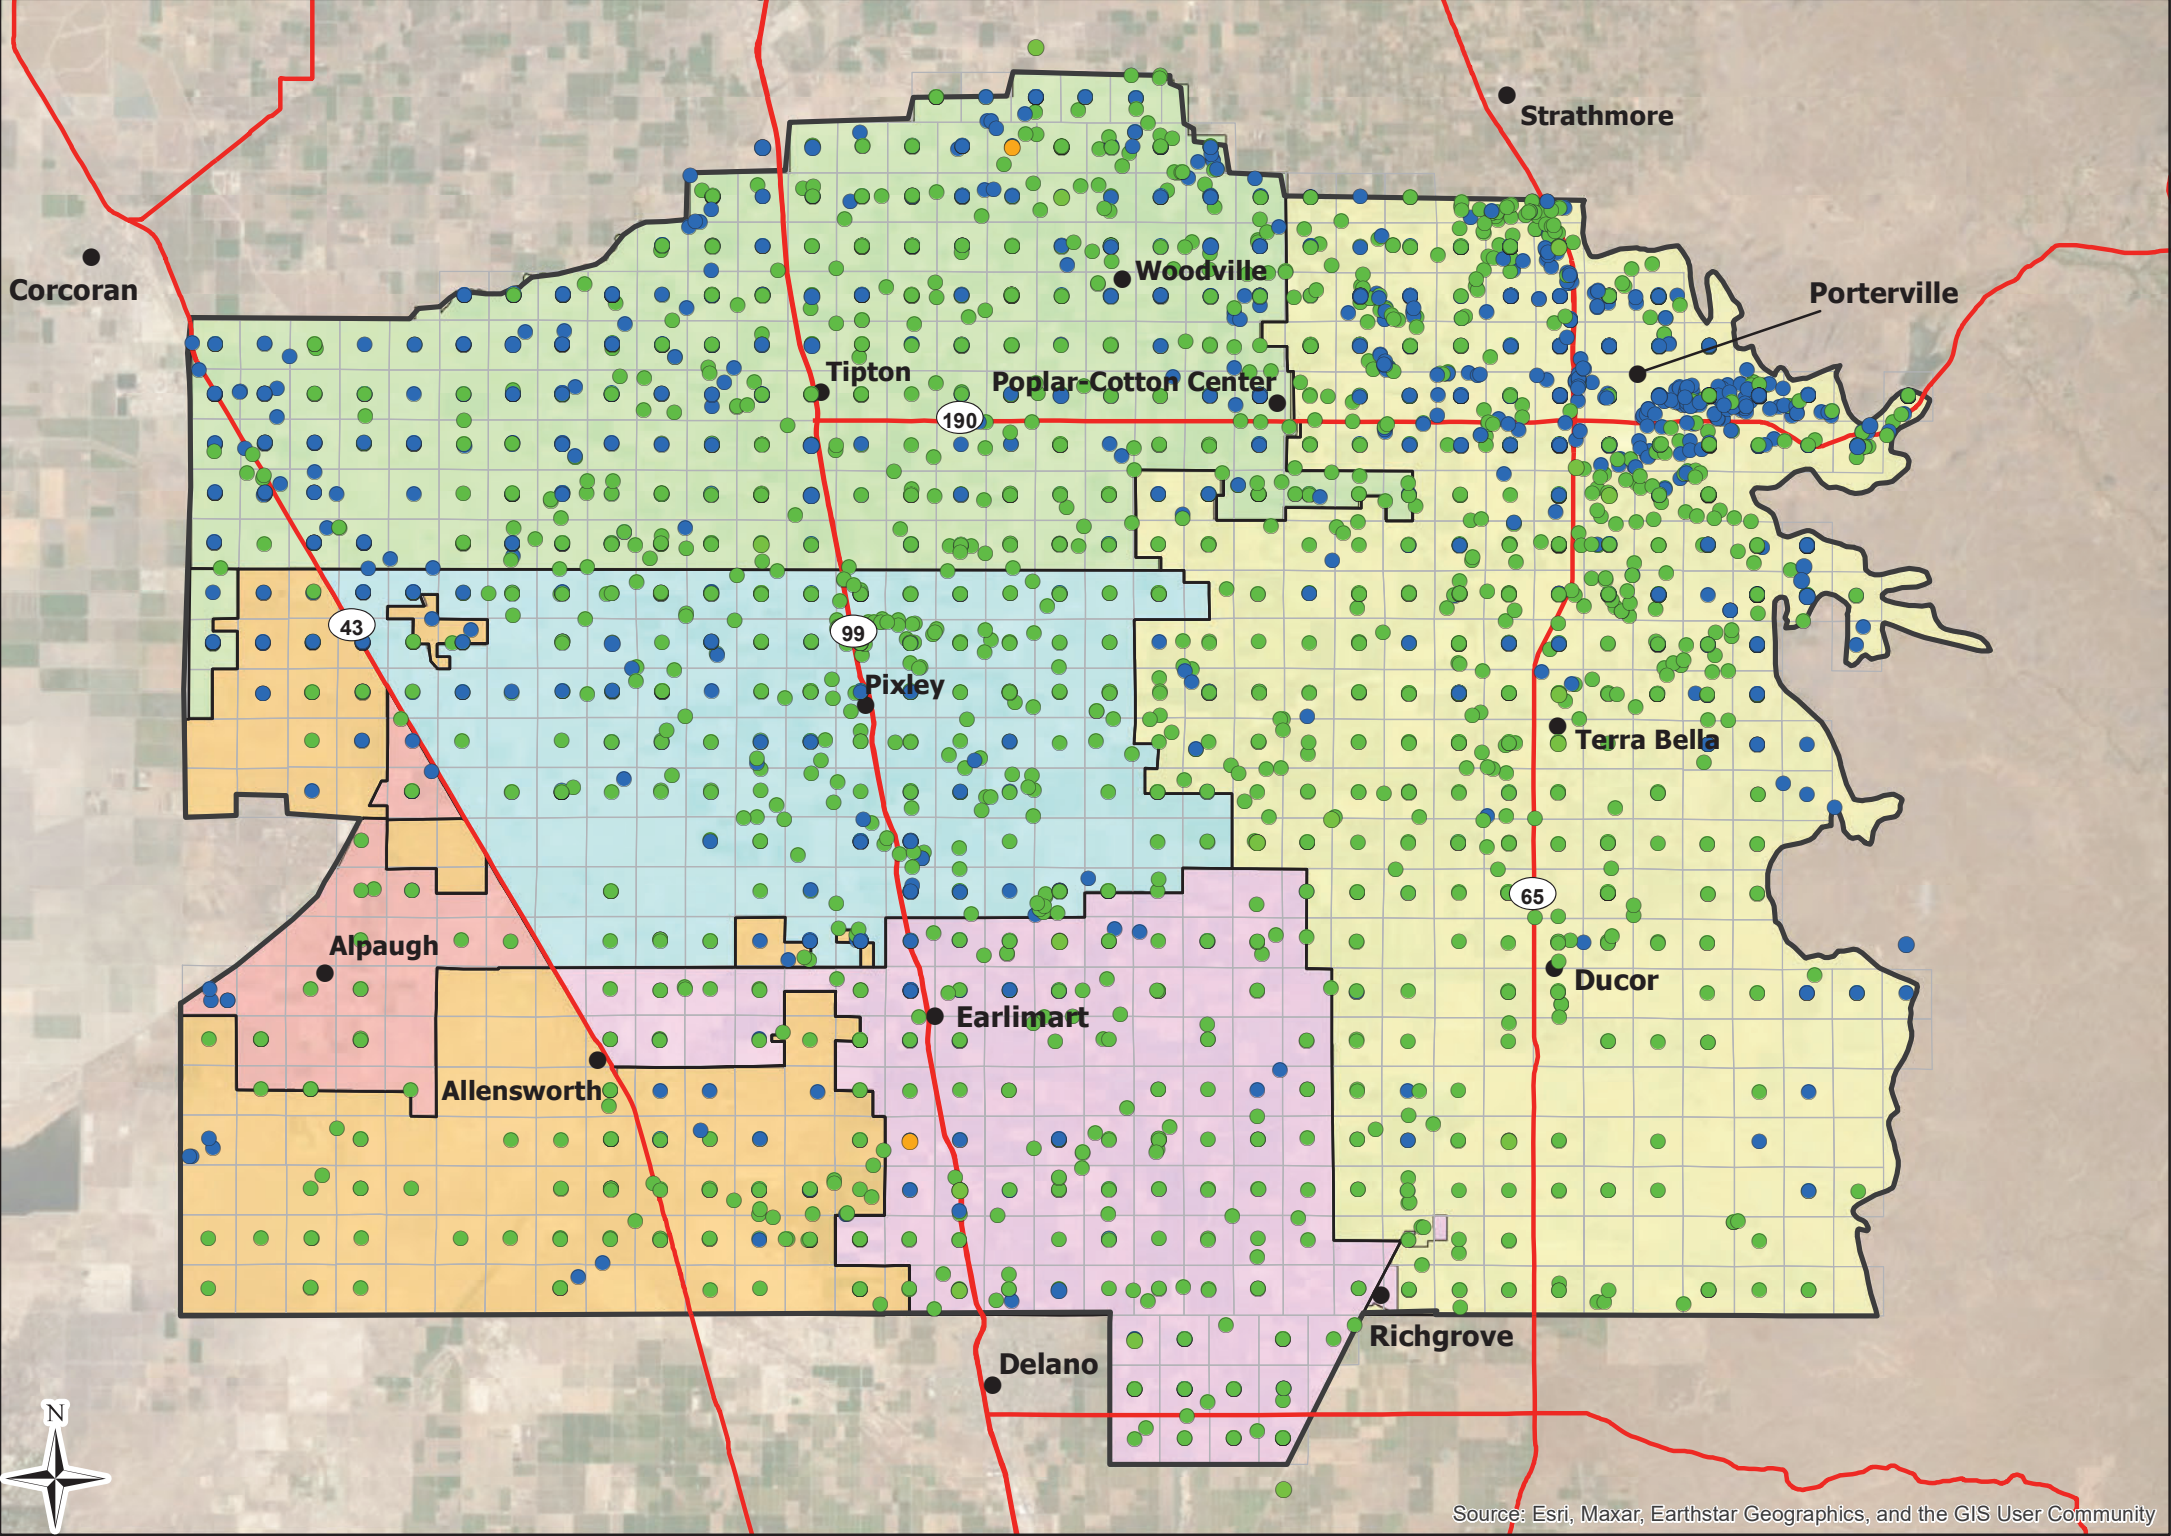 Strathmore
Woodville
Corcoran
Porterville
Tipton
Poplar-Cotton Center
190
43
99
Pixley
Terra Bella
65
Alpaugh
Ducor
Earlimart
Allensworth
Richgrove
Delano
N
Source: Esri, Maxar, Earthstar Geographics, and the GIS User Community